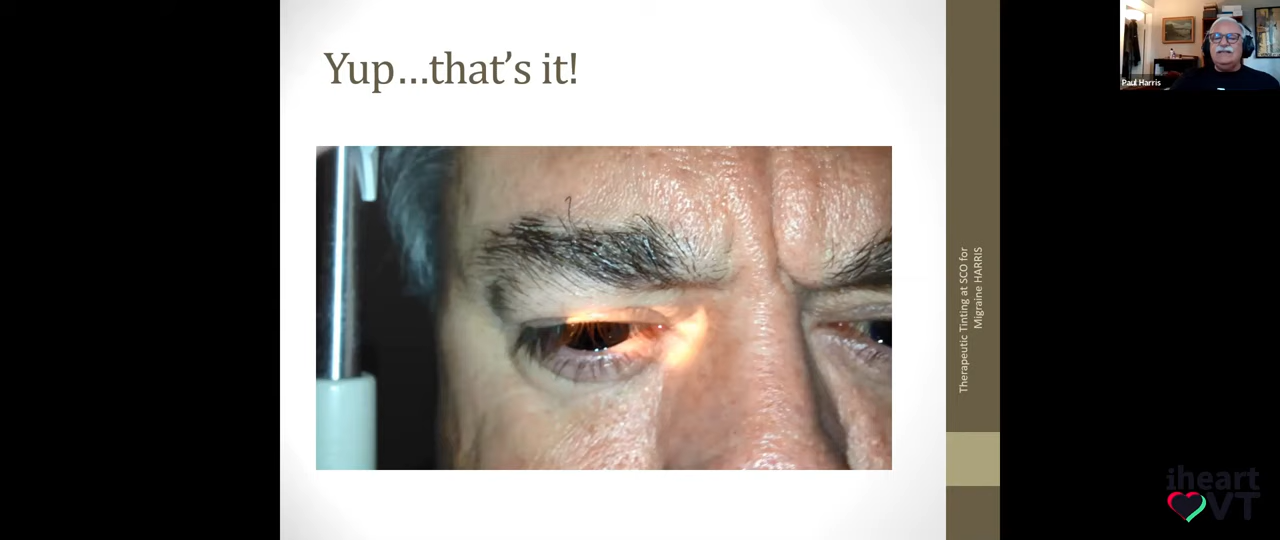 Yup...that's it!
Paul Harris
Therapeutic Tinting at SCO for
Migraine HARRIS
iheart
VT